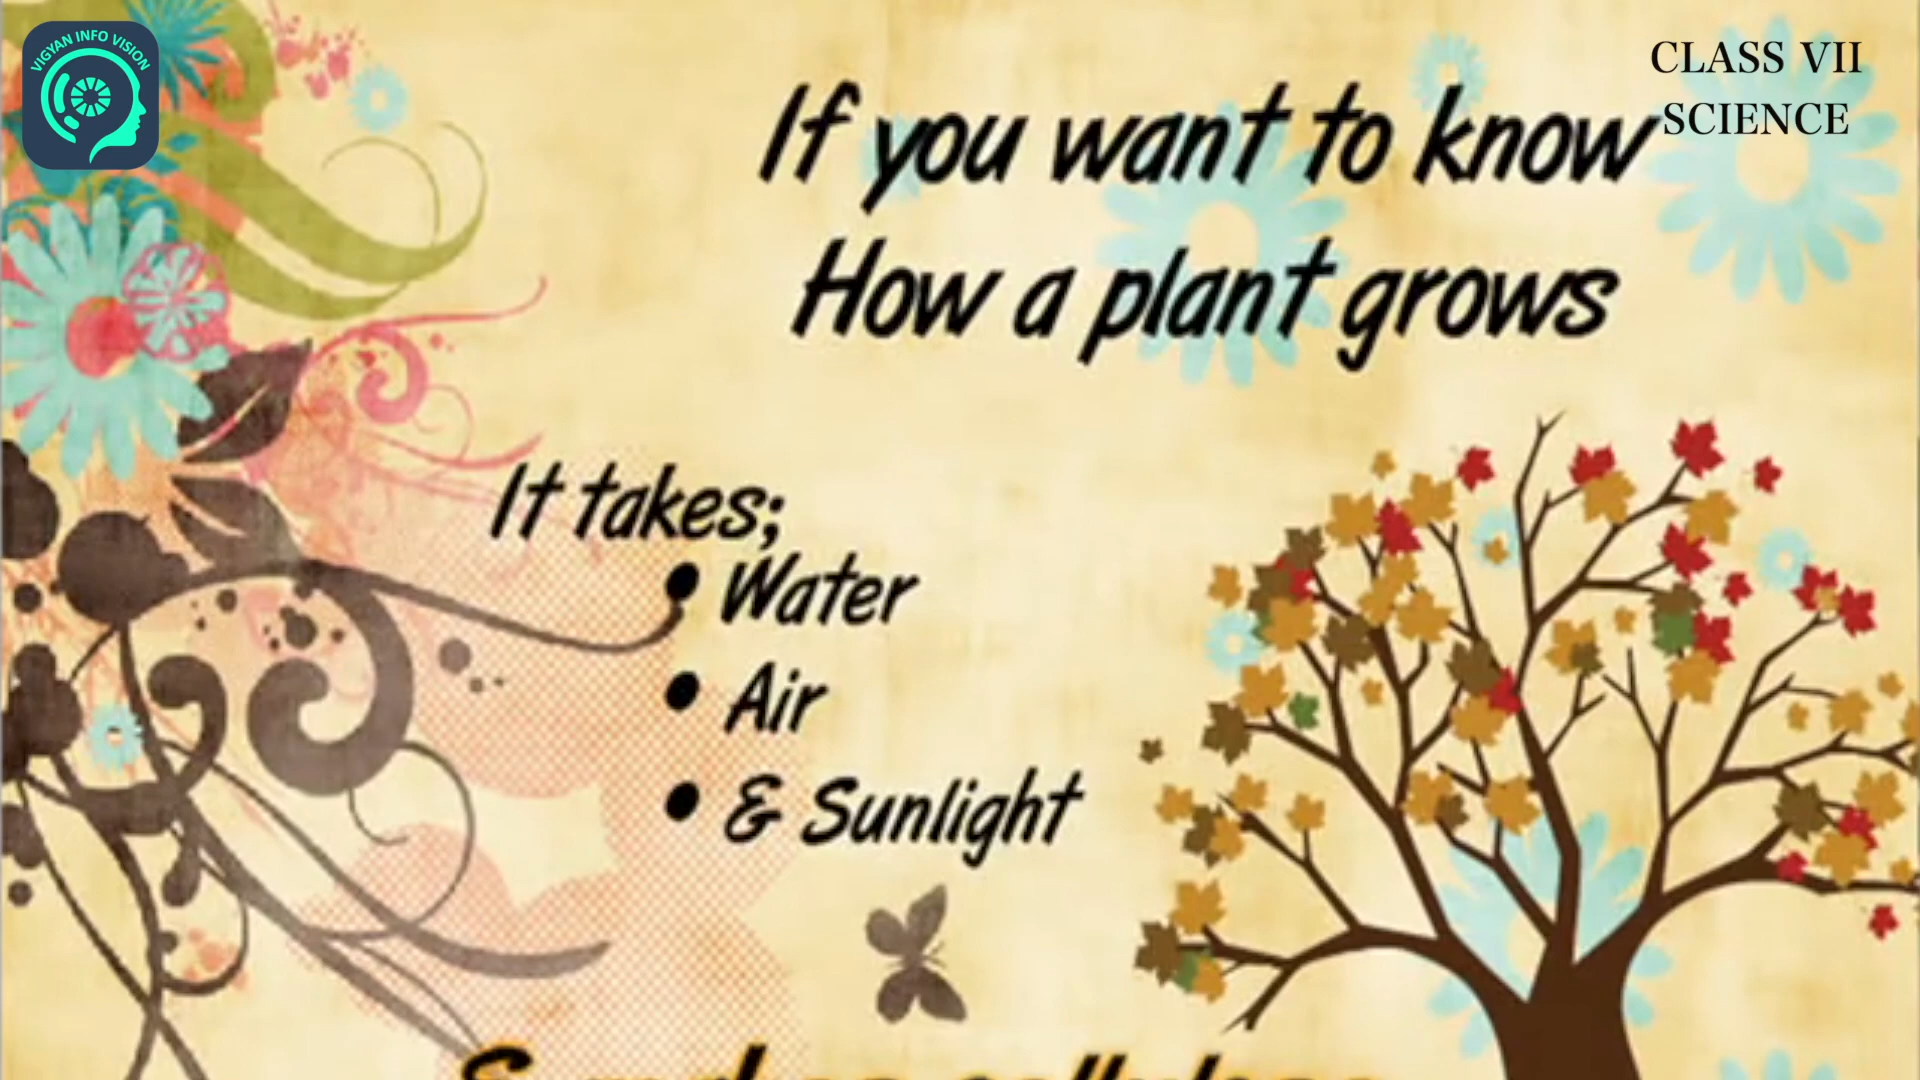 VIGYAN INFO VISION
CLASS VII
SCIENCE
If you want to know
How a plant grows
It takes;
• Water
• Air
• & Sunlight